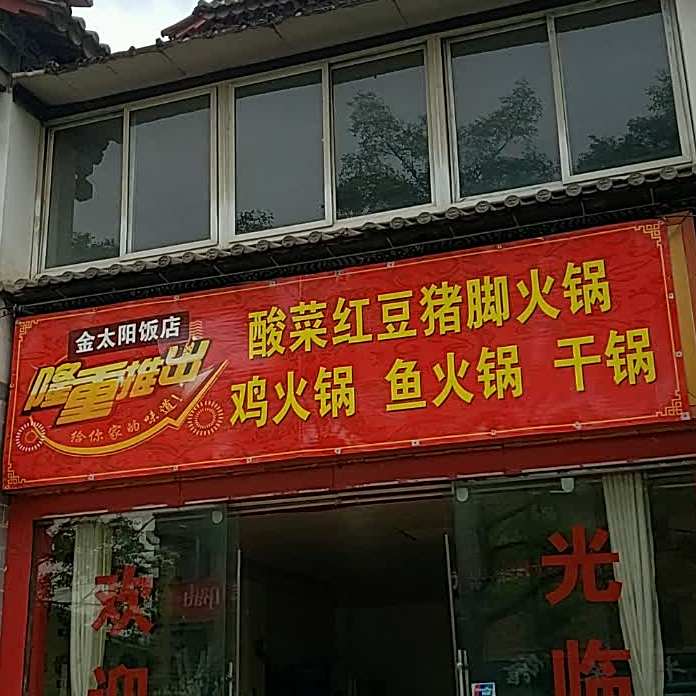 金太阳饭店
隆重推出
给你家的味道！
酸菜红豆猪脚火锅
鸡火锅 鱼火锅 干锅
欢迎
光临